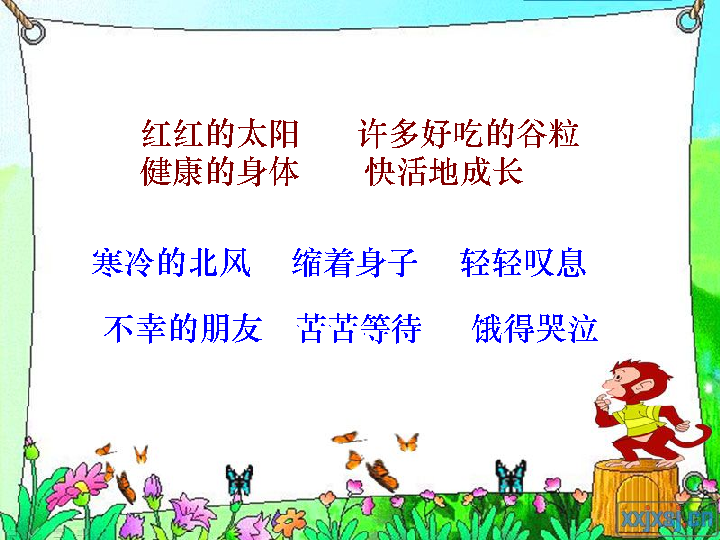 红红的太阳 许多好吃的谷粒
健康的身体 快活地成长
寒冷的北风 缩着身子 轻轻叹息
不幸的朋友 苦苦等待 饿得哭泣
xxjxsj.cn